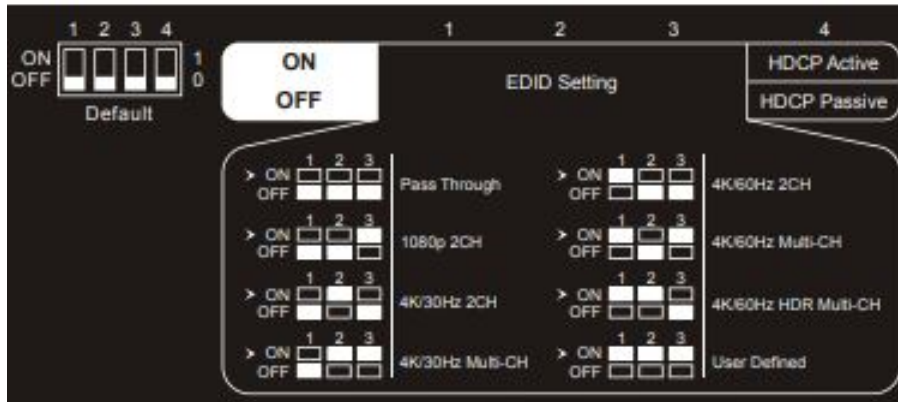 1 2 3 4
ON 1
OFF 0
Default
1 2 3 4
ON
OFF
EDID Setting
HDCP Active
HDCP Passive
1 2 3
> ON
OFF
Pass Through
1 2 3
> ON
OFF
1080p 2CH
1 2 3
> ON
OFF
4K/30Hz 2CH
1 2 3
> ON
OFF
4K/30Hz Multi-CH
1 2 3
> ON
OFF
4K/60Hz 2CH
1 2 3
> ON
OFF
4K/60Hz Multi-CH
1 2 3
> ON
OFF
4K/60Hz HDR Multi-CH
1 2 3
> ON
OFF
User Defined